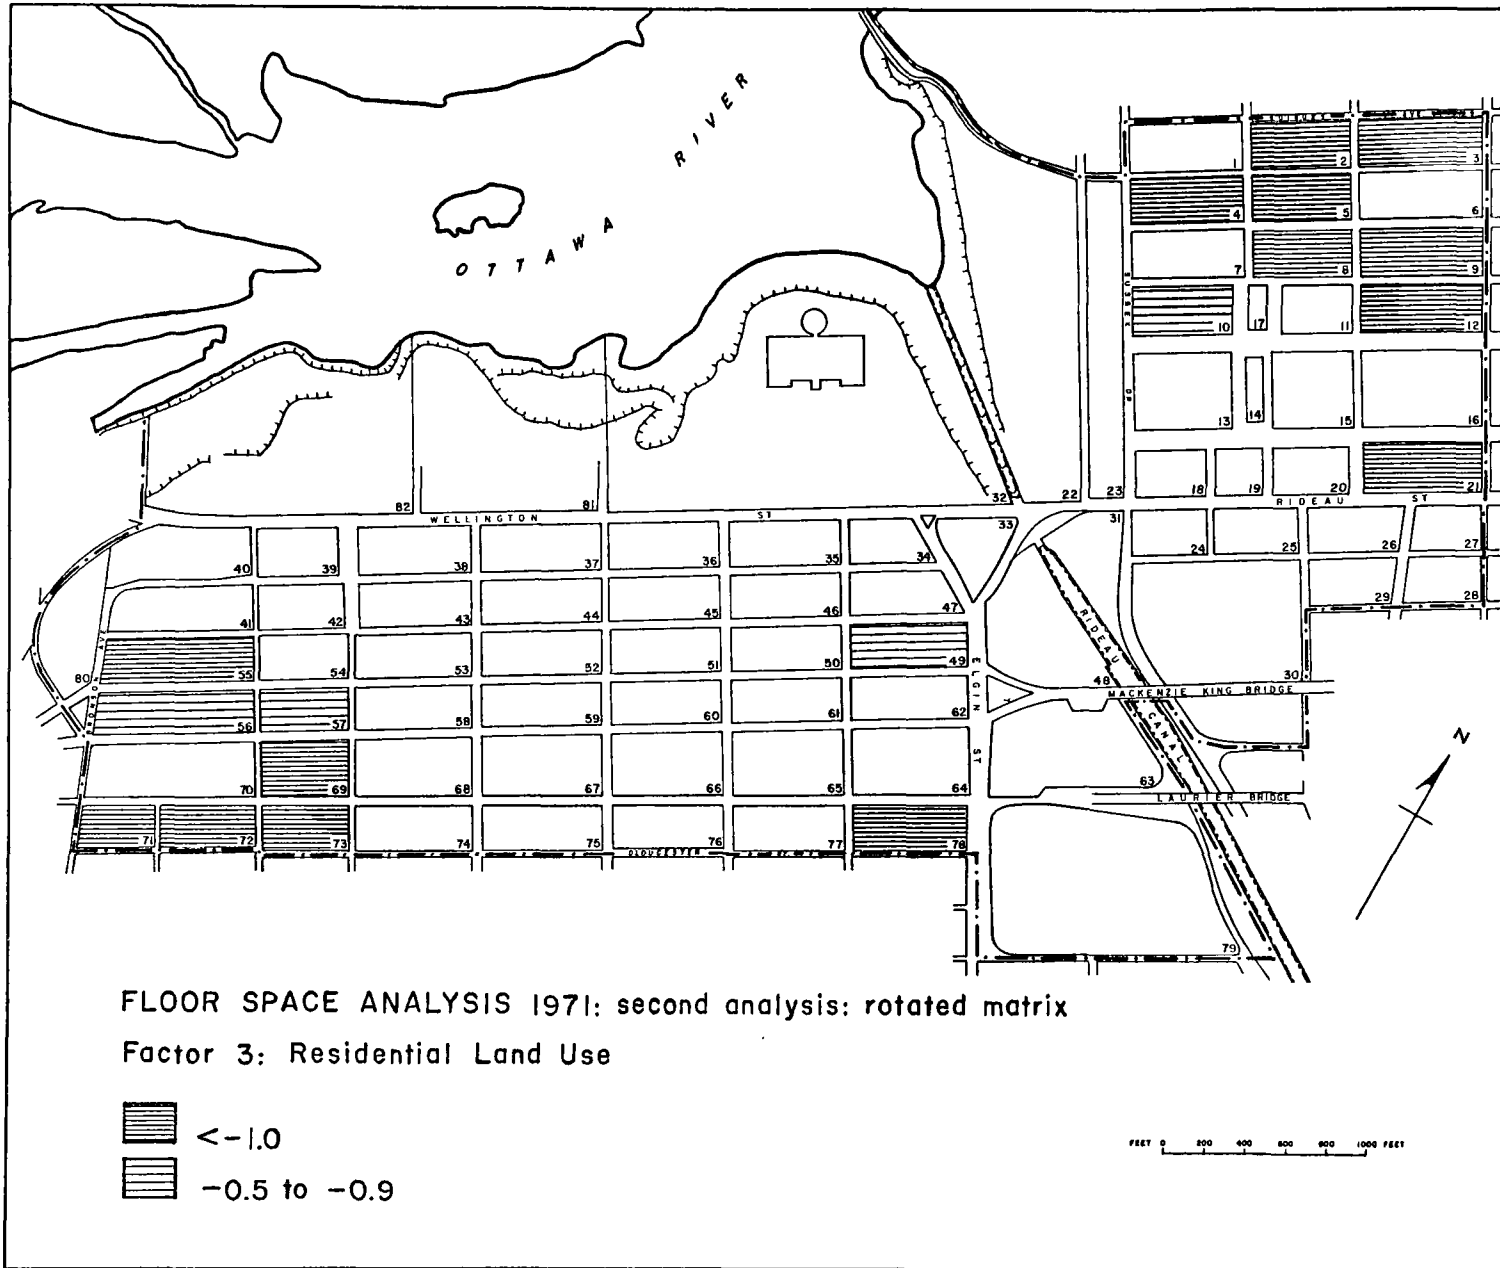 OTTAWA RIVER
1 2 3
4 5 6
7 8 9
10 17 11 12
13 14 15 16
18 19 20 21
SUSSEX DR
RIDEAU ST
82 81 32 22 23
WELLINGTON ST
33 31 24 25 26 27
40 39 38 37 36 35 34
29 28
41 42 43 44 45 46 47
RIDEAU CANAL
BRONSON AVE
ELGIN ST
80 55 54 53 52 51 50 49
48 30
MACKENZIE KING BRIDGE
56 57 58 59 60 61 62
N
70 69 68 67 66 65 64 63
LAURIER BRIDGE
71 72 73 74 75 76 77 78
GLOUCESTER ST
79
FLOOR SPACE ANALYSIS 1971: second analysis: rotated matrix
Factor 3: Residential Land Use
<-1.0
-0.5 to -0.9
FEET 0 200 400 600 800 1000 FEET